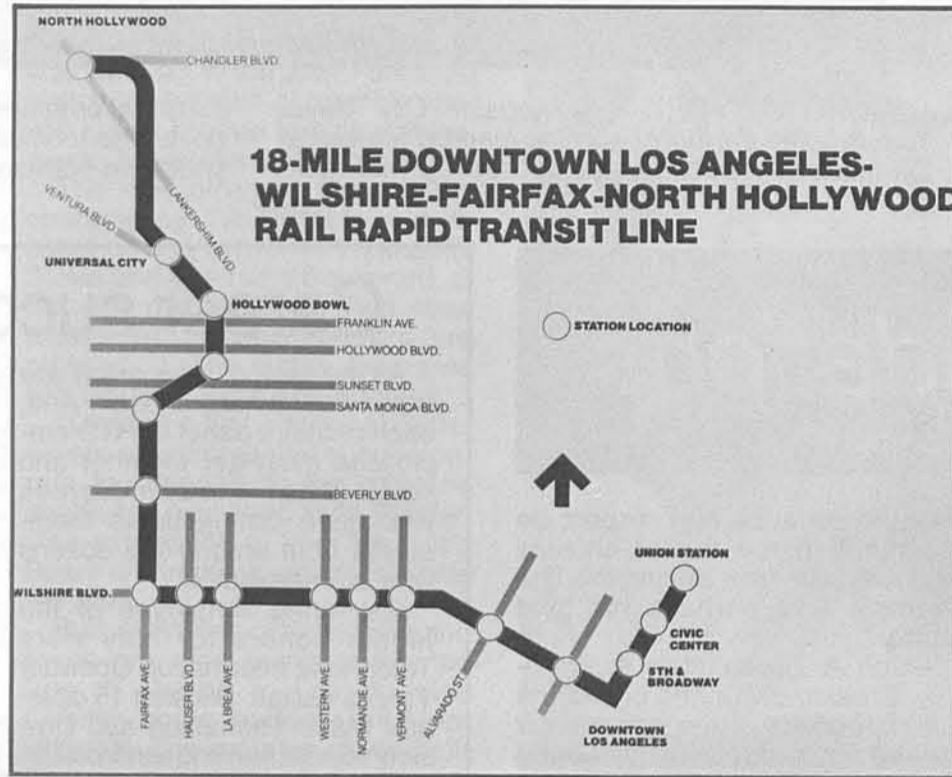 NORTH HOLLYWOOD
CHANDLER BLVD.
18-MILE DOWNTOWN LOS ANGELES-
WILSHIRE-FAIRFAX-NORTH HOLLYWOOD
RAIL RAPID TRANSIT LINE
VENTURA BLVD.
LANKERSHIM BLVD.
UNIVERSAL CITY
HOLLYWOOD BOWL
FRANKLIN AVE.
STATION LOCATION
HOLLYWOOD BLVD.
SUNSET BLVD.
SANTA MONICA BLVD.
BEVERLY BLVD.
UNION STATION
WILSHIRE BLVD.
CIVIC
CENTER
5TH &
BROADWAY
FAIRFAX AVE.
HAUSER BLVD.
LA BREA AVE.
WESTERN AVE.
NORMANDIE AVE.
VERMONT AVE.
ALVARADO ST.
DOWNTOWN
LOS ANGELES